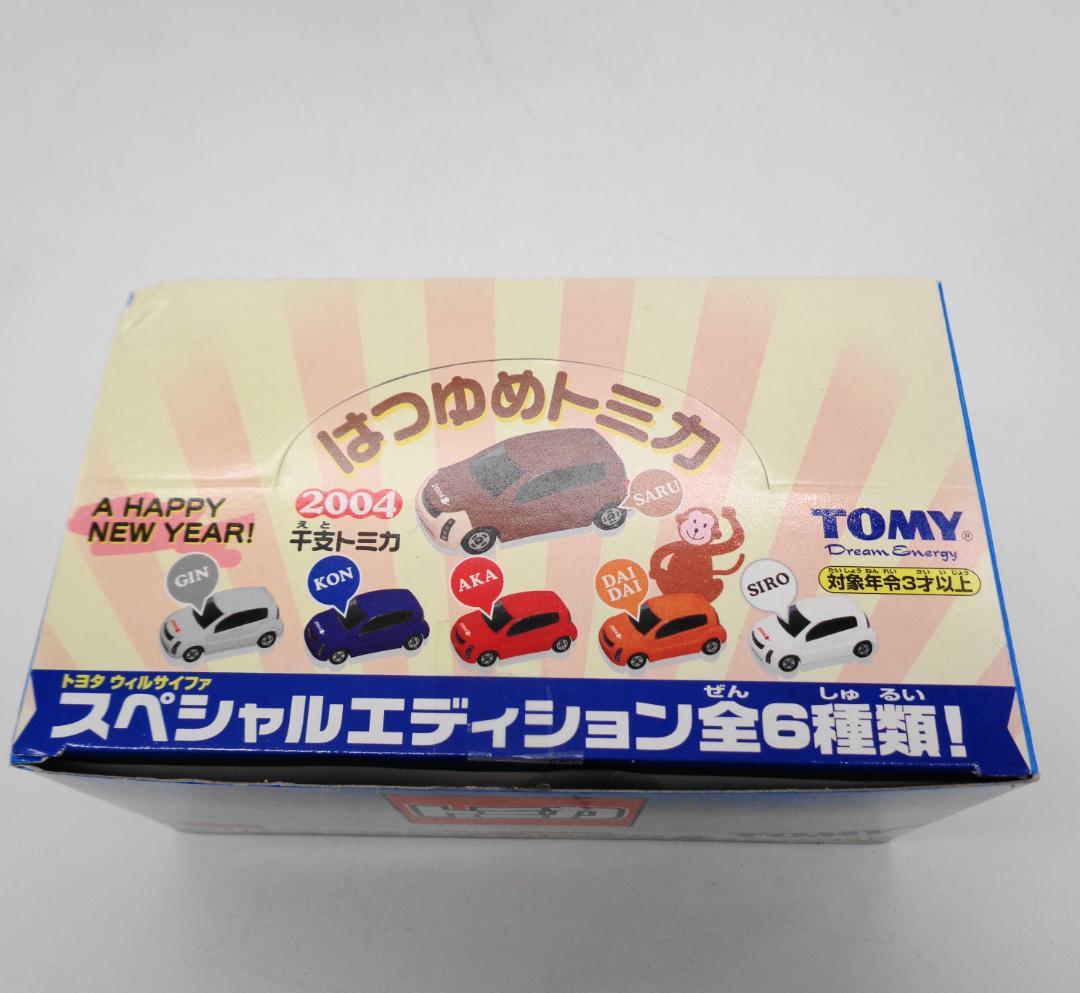 はつゆめトミカ
A HAPPY
NEW YEAR!
2004
えと
干支トミカ
SARU
TOMY®
Dream Energy
たいしょうねんれい さいいじょう
対象年令3才以上
GIN
KON
AKA
DAI
DAI
SIRO
トヨタ ウィルサイファ
ぜん しゅるい
スペシャルエディション全6種類!
トミカ
TOMY